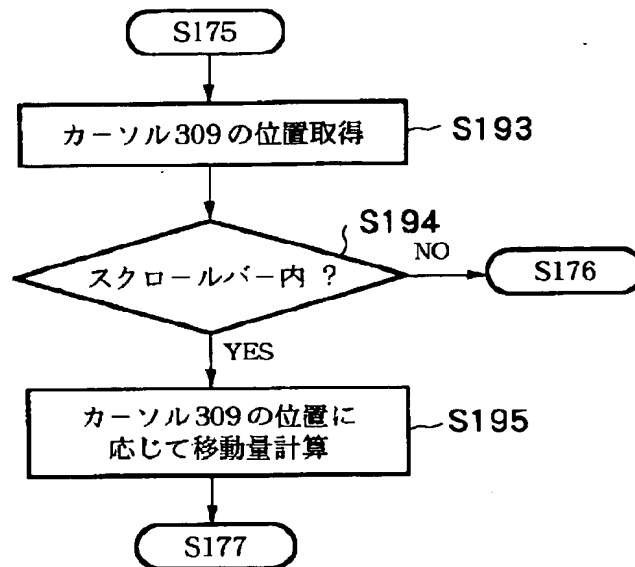 S175
カーソル309の位置取得
S193
S194
スクロールバー内 ?
NO
S176
YES
カーソル309の位置に
応じて移動量計算
S195
S177